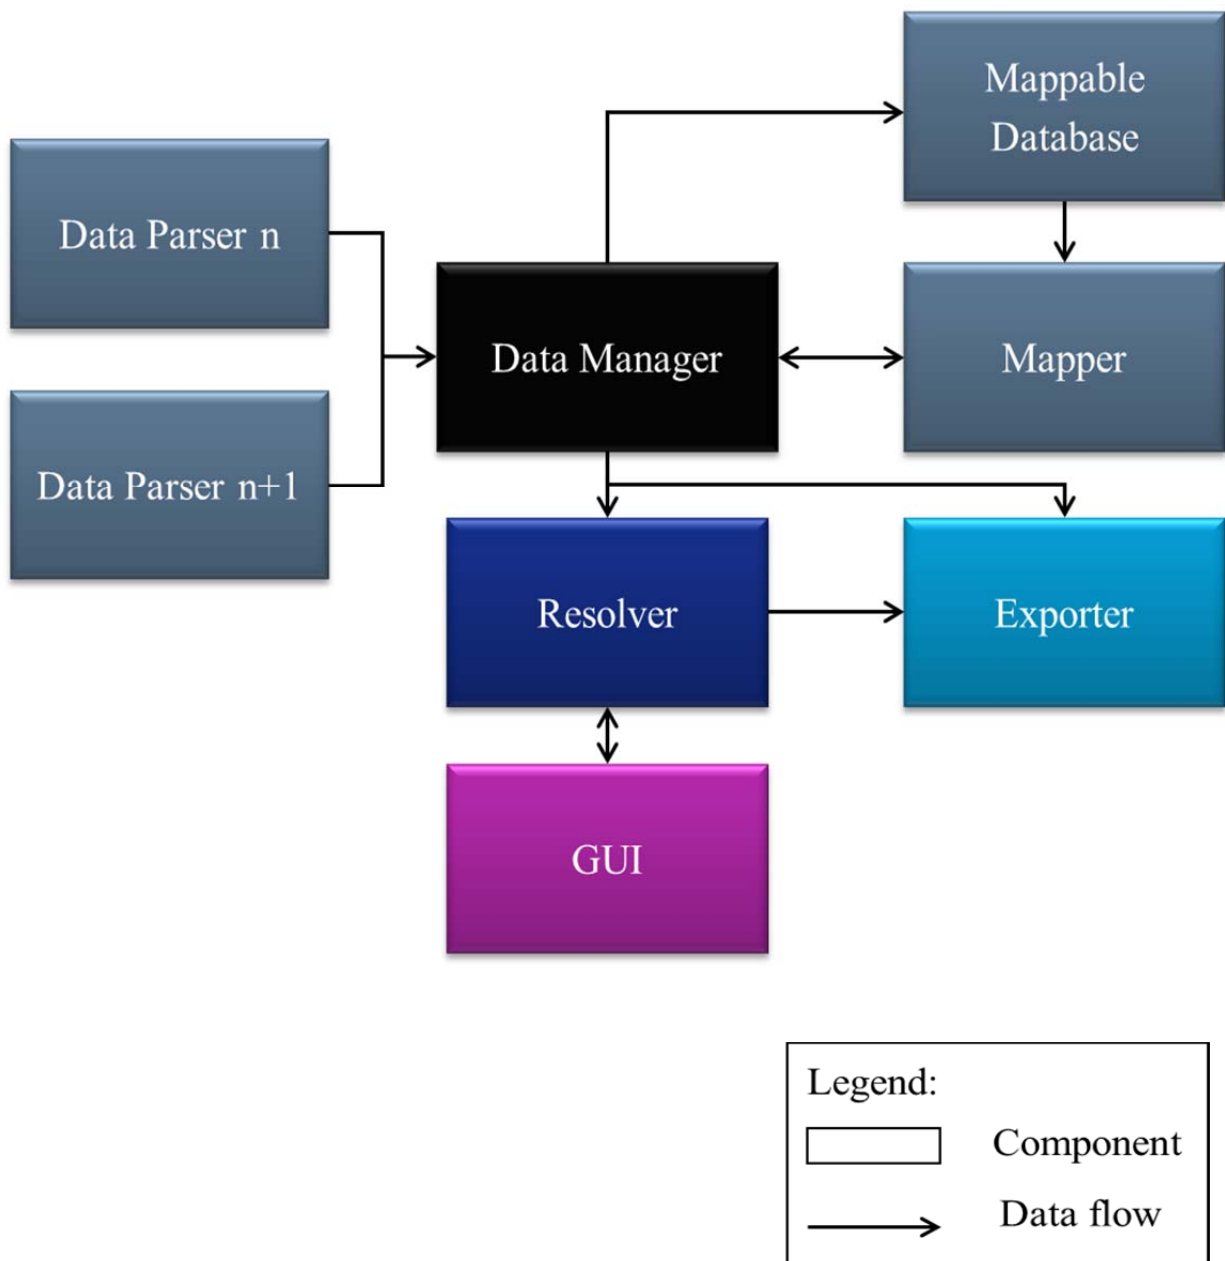 Mappable
Database
Data Parser n
Data Manager
Mapper
Data Parser n+1
Resolver
Exporter
GUI
Legend:
Component
Data flow